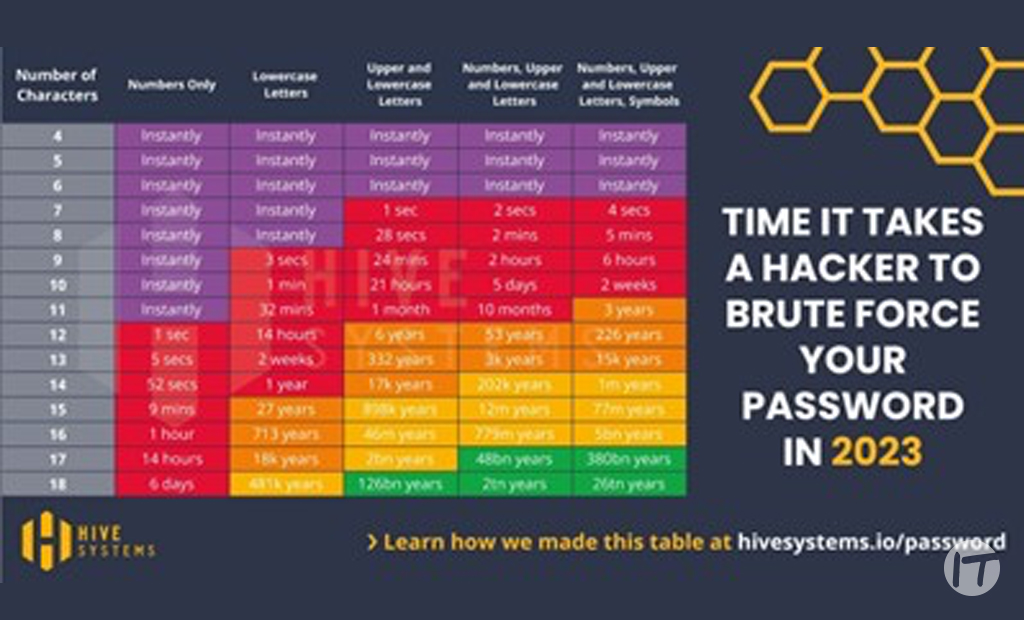 Number of Characters Numbers Only Lowercase Letters Upper and Lowercase Letters Numbers, Upper and Lowercase Letters Numbers, Upper and Lowercase Letters, Symbols
4 Instantly Instantly Instantly Instantly Instantly
5 Instantly Instantly Instantly Instantly Instantly
6 Instantly Instantly Instantly Instantly Instantly
7 Instantly Instantly 1 sec 2 secs 4 secs
8 Instantly Instantly 28 secs 2 mins 5 mins
9 Instantly 3 secs 24 mins 2 hours 6 hours
10 Instantly 1 min 21 hours 5 days 2 weeks
11 Instantly 32 mins 1 month 10 months 3 years
12 1 sec 14 hours 6 years 53 years 226 years
13 5 secs 2 weeks 332 years 3k years 15k years
14 52 secs 1 year 17k years 202k years 1m years
15 9 mins 27 years 898k years 12m years 77m years
16 1 hour 713 years 46m years 779m years 5bn years
17 14 hours 18k years 2bn years 48bn years 380bn years
18 6 days 481k years 126bn years 2tn years 26tn years
HIVE
SYSTEMS
TIME IT TAKES
A HACKER TO
BRUTE FORCE
YOUR
PASSWORD
IN 2023
HIVE
SYSTEMS
› Learn how we made this table at hivesystems.io/password
IT